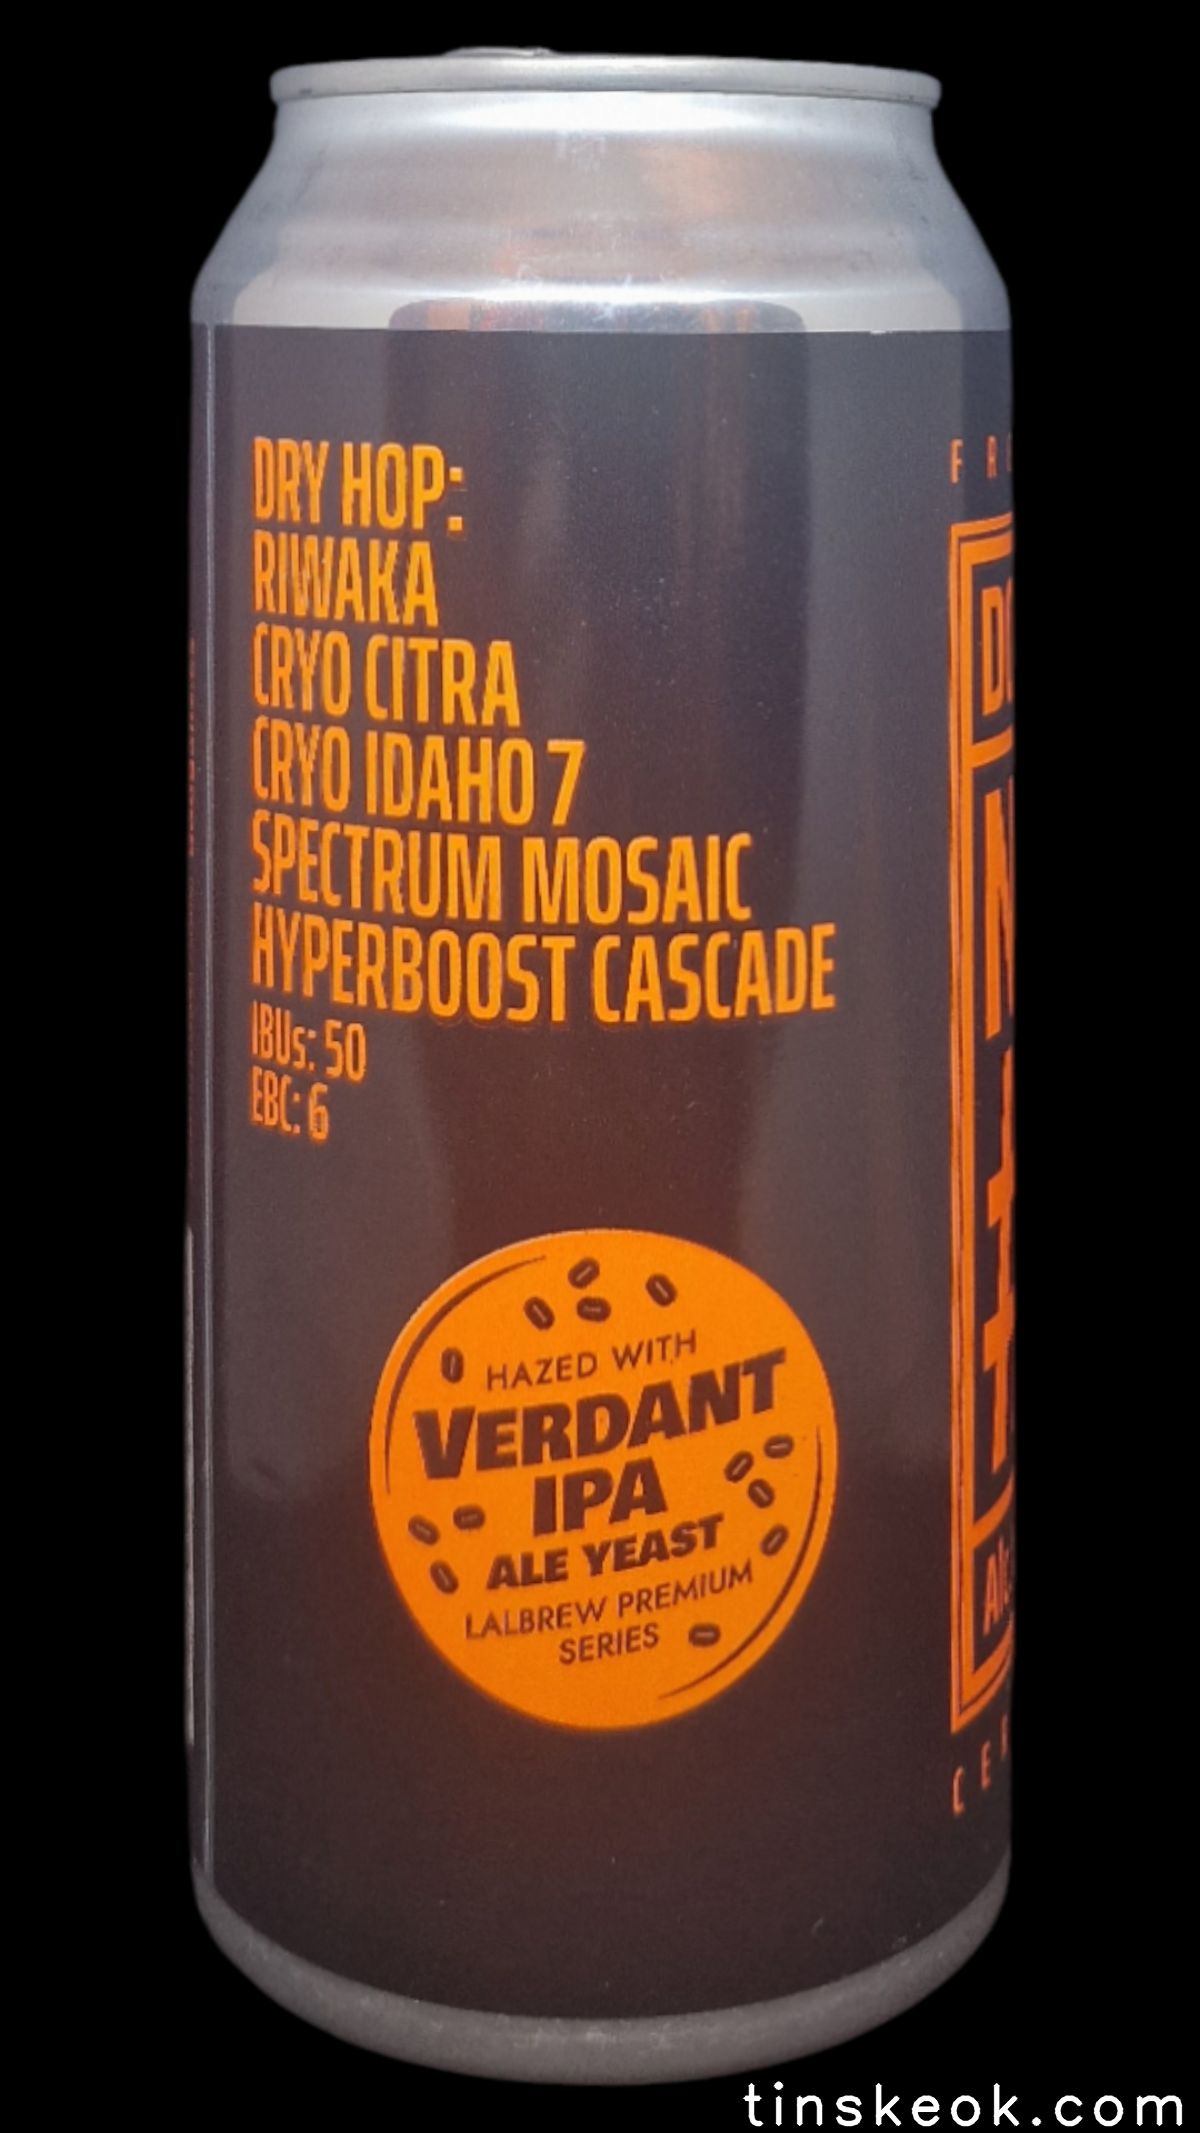 DRY HOP:
RIWAKA
CRYO CITRA
CRYO IDAHO 7
SPECTRUM MOSAIC
HYPERBOOST CASCADE
IBUs: 50
EBC: 6
HAZED WITH
VERDANT
IPA
ALE YEAST
LALBREW PREMIUM
SERIES
tinskeok.com